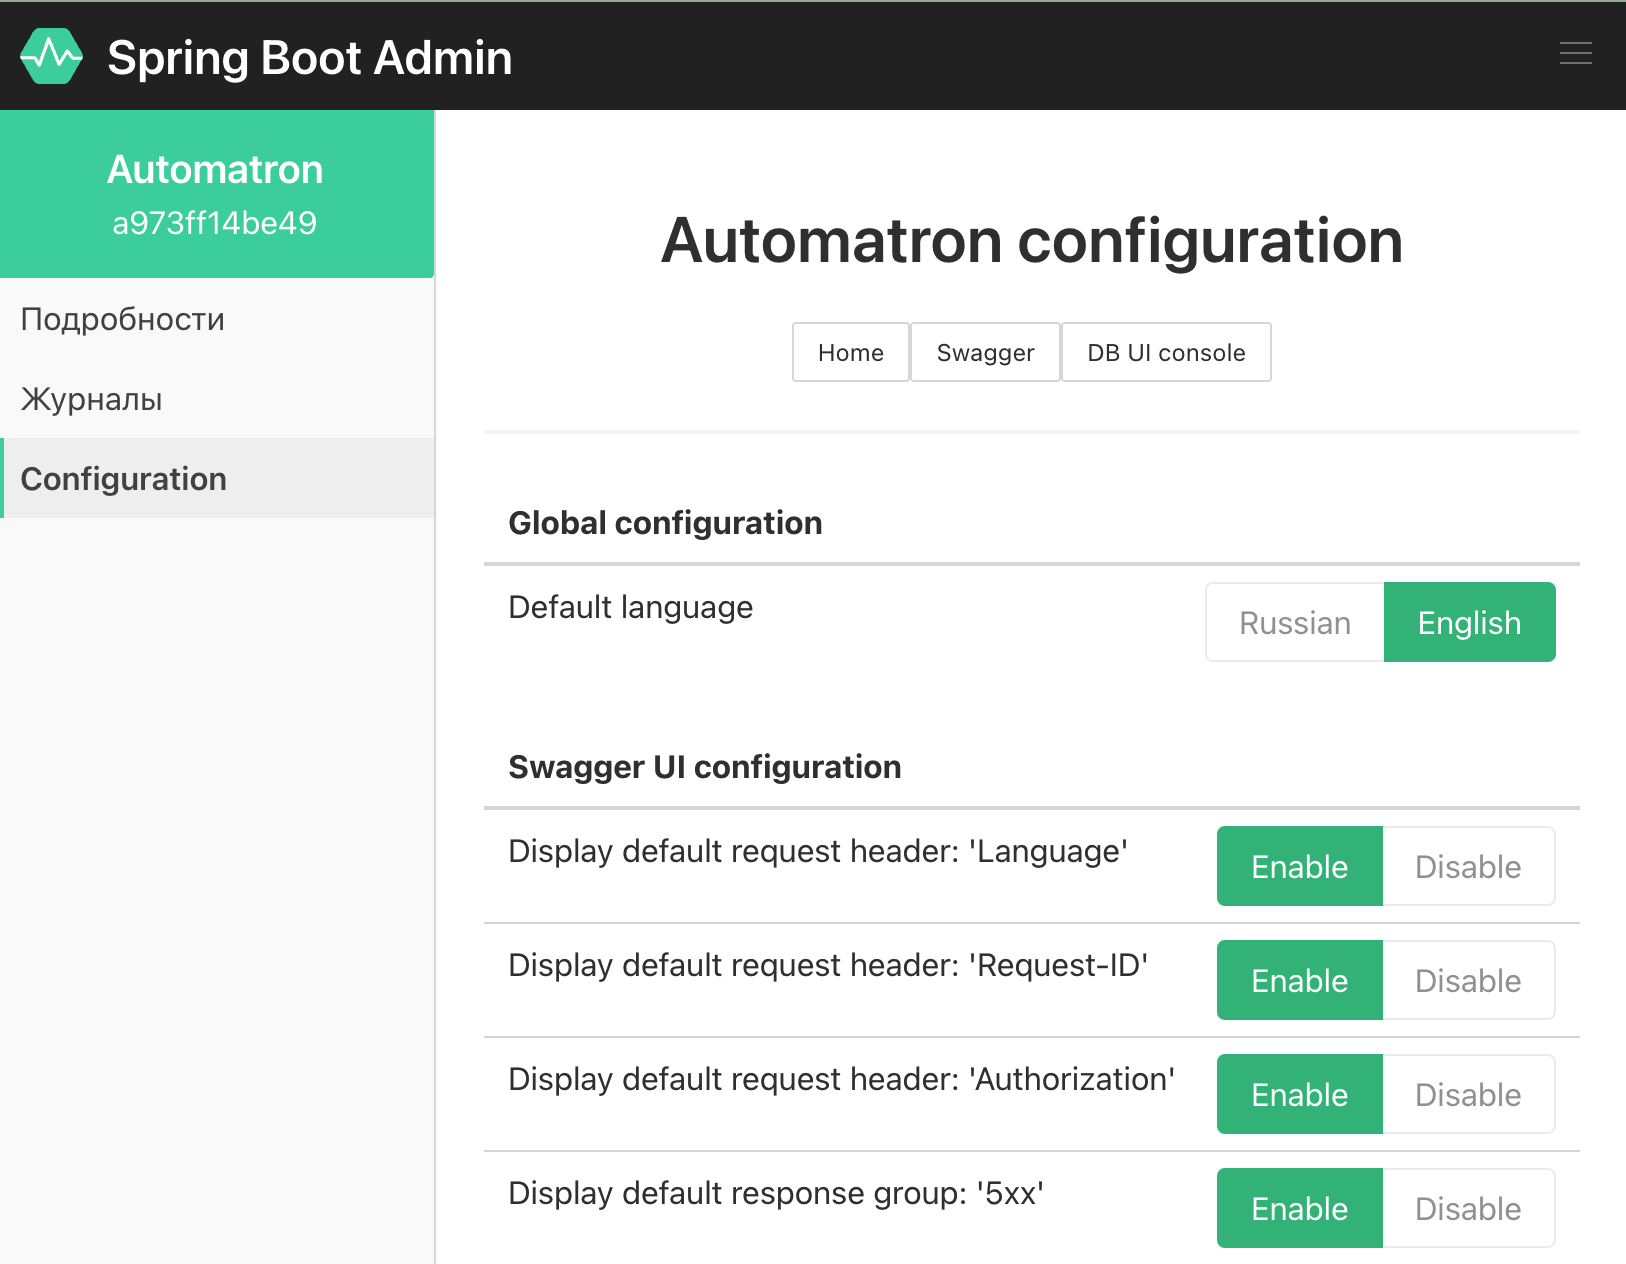 Spring Boot Admin
Automatron
a973ff14be49
Подробности
Журналы
Configuration
Automatron configuration
Home
Swagger
DB UI console
Global configuration
Default language
Russian
English
Swagger UI configuration
Display default request header: 'Language'
Enable
Disable
Display default request header: 'Request-ID'
Enable
Disable
Display default request header: 'Authorization'
Enable
Disable
Display default response group: '5xx'
Enable
Disable